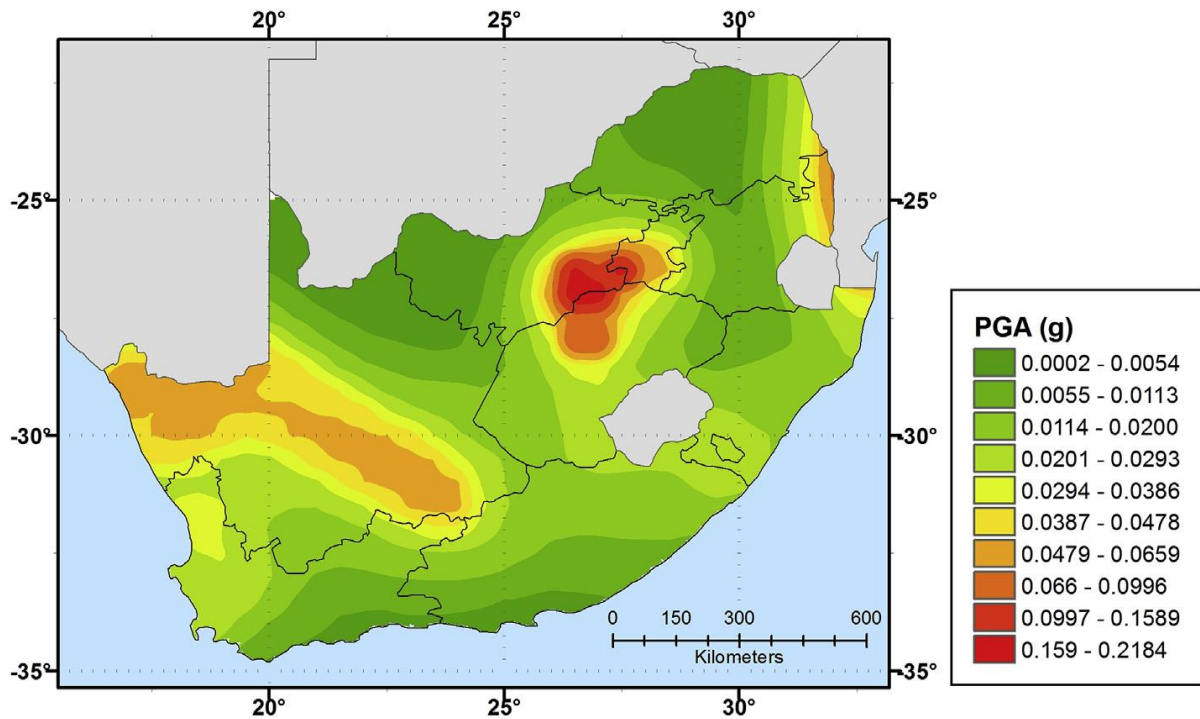 20° 25° 30°
-25° -25°
-30° -30°
-35° -35°
0 150 300 600
Kilometers
20° 25° 30°
PGA (g)
0.0002 - 0.0054
0.0055 - 0.0113
0.0114 - 0.0200
0.0201 - 0.0293
0.0294 - 0.0386
0.0387 - 0.0478
0.0479 - 0.0659
0.066 - 0.0996
0.0997 - 0.1589
0.159 - 0.2184